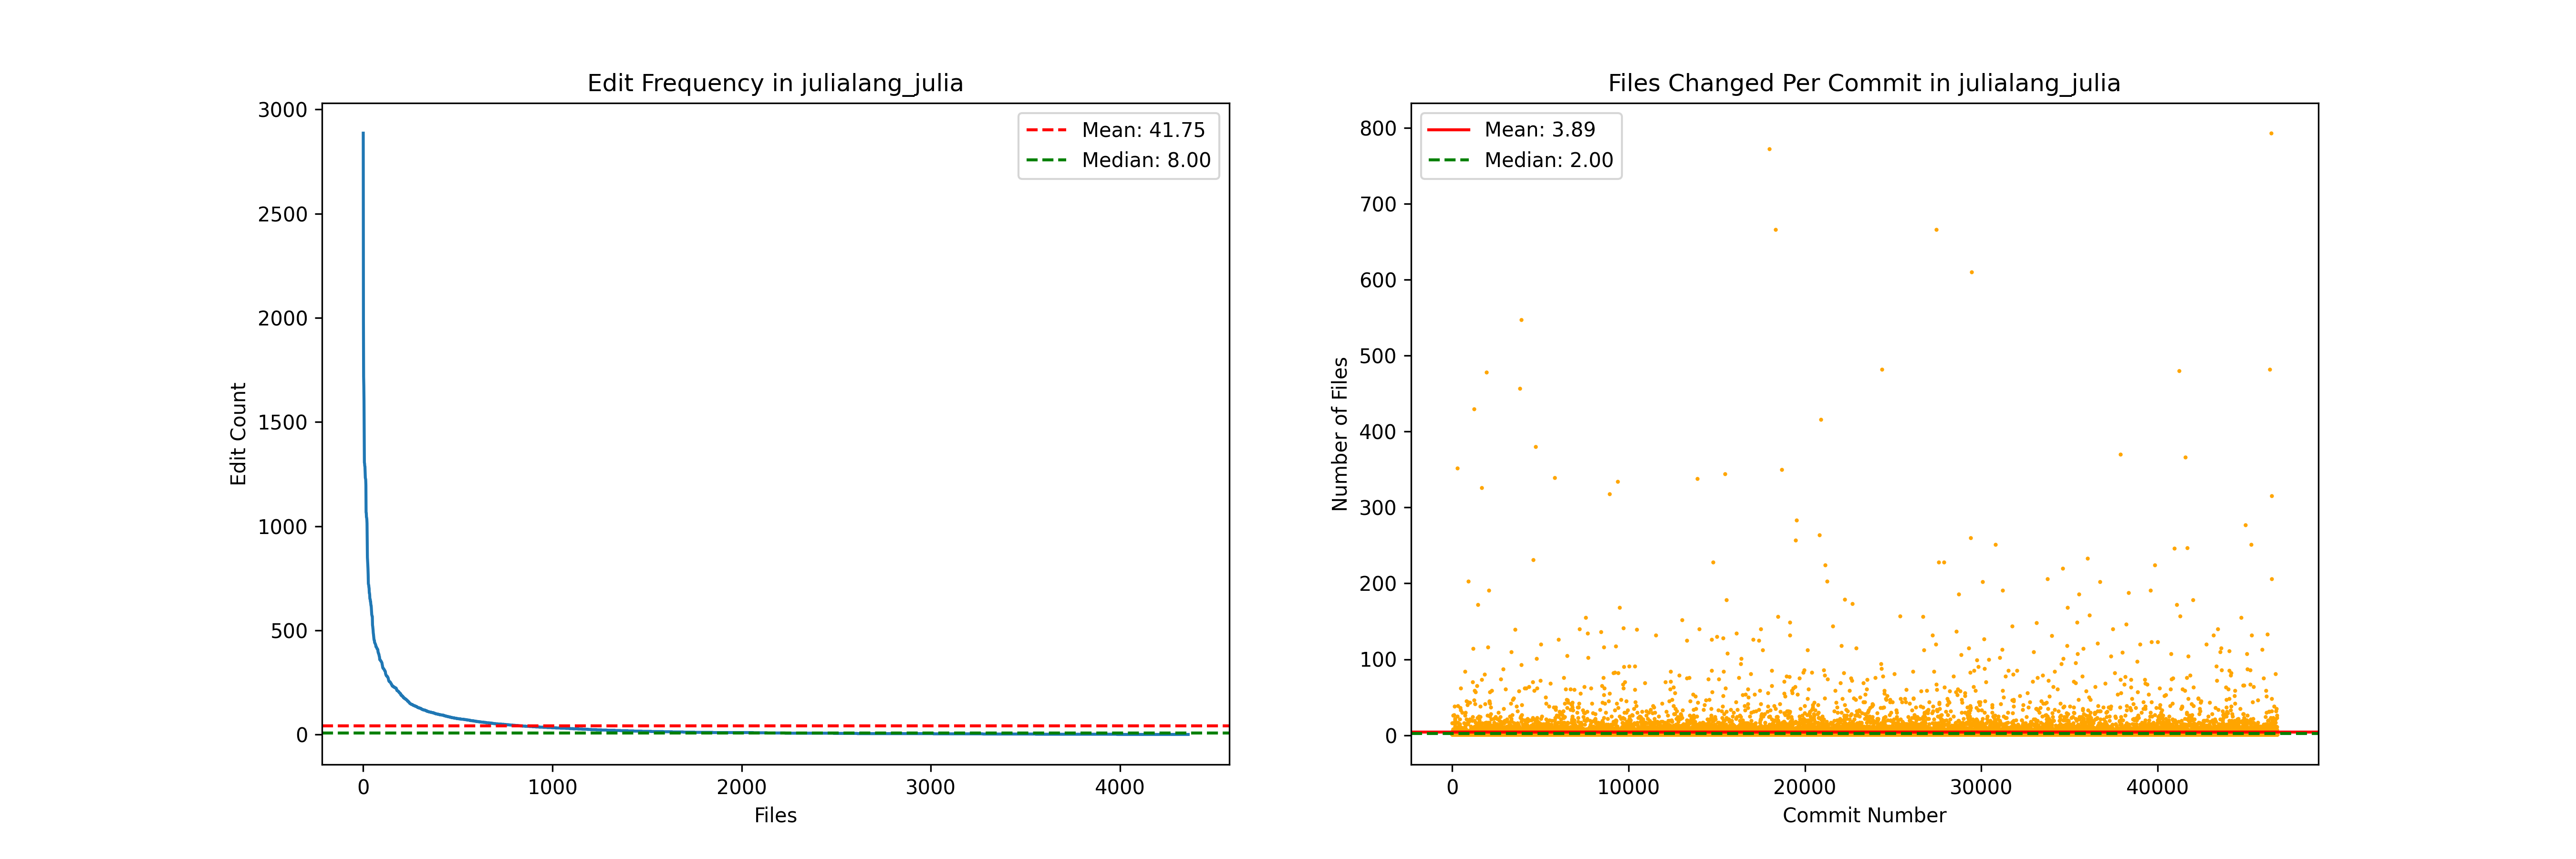 Edit Frequency in julialang_julia
3000
2500
2000
1500
1000
500
0
Edit Count
Mean: 41.75
Median: 8.00
0 1000 2000 3000 4000
Files
Files Changed Per Commit in julialang_julia
800
700
600
500
400
300
200
100
0
Number of Files
Mean: 3.89
Median: 2.00
0 10000 20000 30000 40000
Commit Number